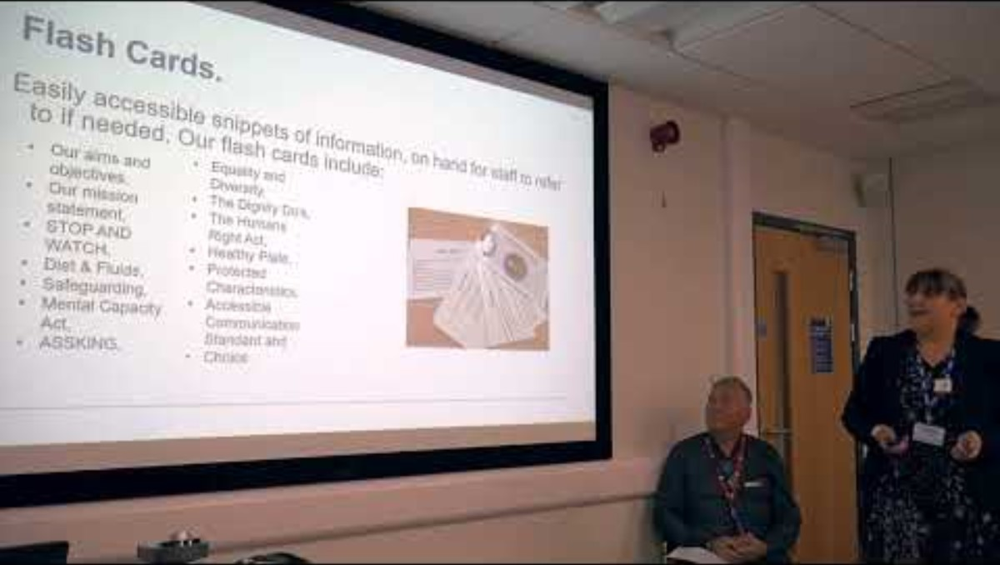 Flash Cards.
Easily accessible snippets of information, on hand for staff to refer
to if needed. Our flash cards include:
• Our aims and
objectives.
• Our mission
statement,
• STOP AND
WATCH,
• Diet & Fluids,
• Safeguarding,
• Mental Capacity
Act,
• ASSKING,
• Equality and
Diversity,
• The Dignity Do's,
• The Humans
Right Act,
• Healthy Plate,
• Protected
Characteristics,
• Accessible
Communication
Standard and
• Choice